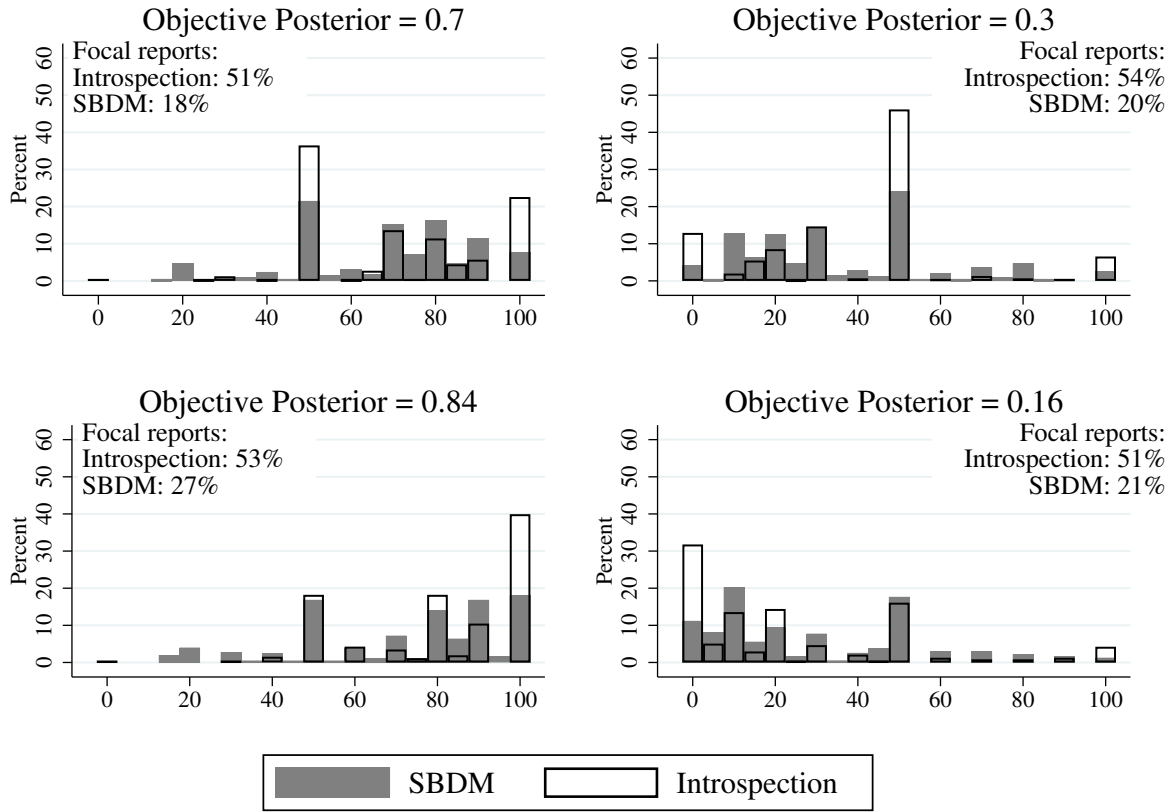 Objective Posterior = 0.7
Focal reports:
Introspection: 51%
SBDM: 18%
Percent
60
50
40
30
20
10
0
0 20 40 60 80 100
Objective Posterior = 0.3
Focal reports:
Introspection: 54%
SBDM: 20%
Percent
60
50
40
30
20
10
0
0 20 40 60 80 100
Objective Posterior = 0.84
Focal reports:
Introspection: 53%
SBDM: 27%
Percent
60
50
40
30
20
10
0
0 20 40 60 80 100
Objective Posterior = 0.16
Focal reports:
Introspection: 51%
SBDM: 21%
Percent
60
50
40
30
20
10
0
0 20 40 60 80 100
SBDM Introspection